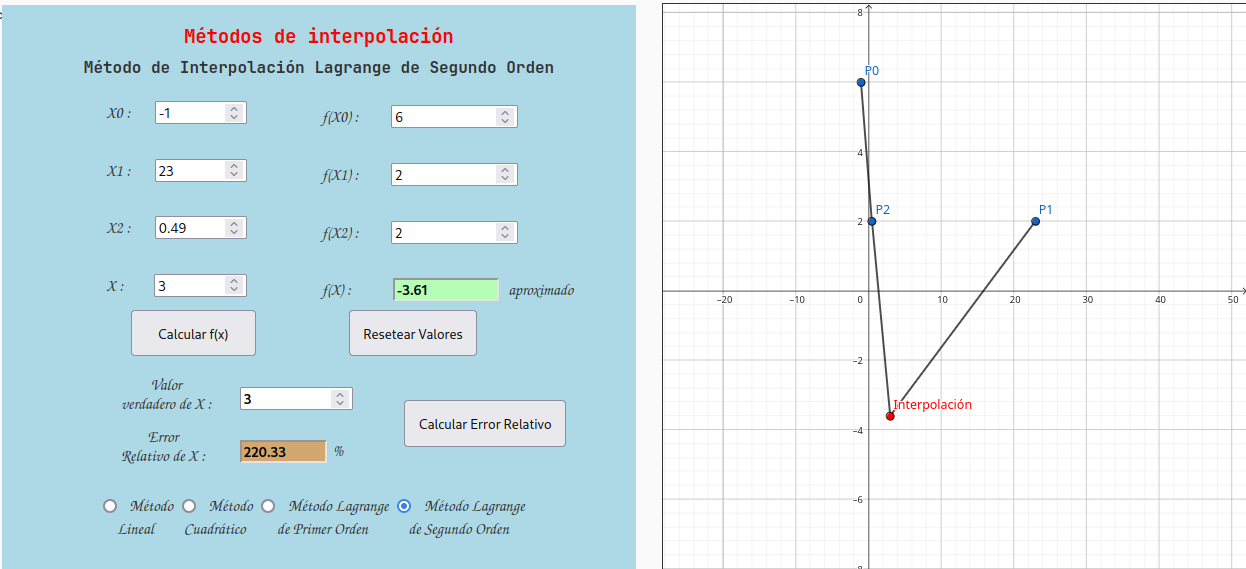 Métodos de interpolación
Método de Interpolación Lagrange de Segundo Orden
X0 : -1 f(X0) : 6
X1 : 23 f(X1) : 2
X2 : 0.49 f(X2) : 2
X : 3 f(X) : -3.61 aproximado
Calcular f(x) Resetear Valores
Valor
verdadero de X : 3
Calcular Error Relativo
Error
Relativo de X : 220.33 %
Método Método Método Lagrange Método Lagrange
Lineal Cuadrático de Primer Orden de Segundo Orden
8
P0
4
P2 P1
2
-20 -10 0 10 20 30 40 50
-2
Interpolación
-4
-6
-8